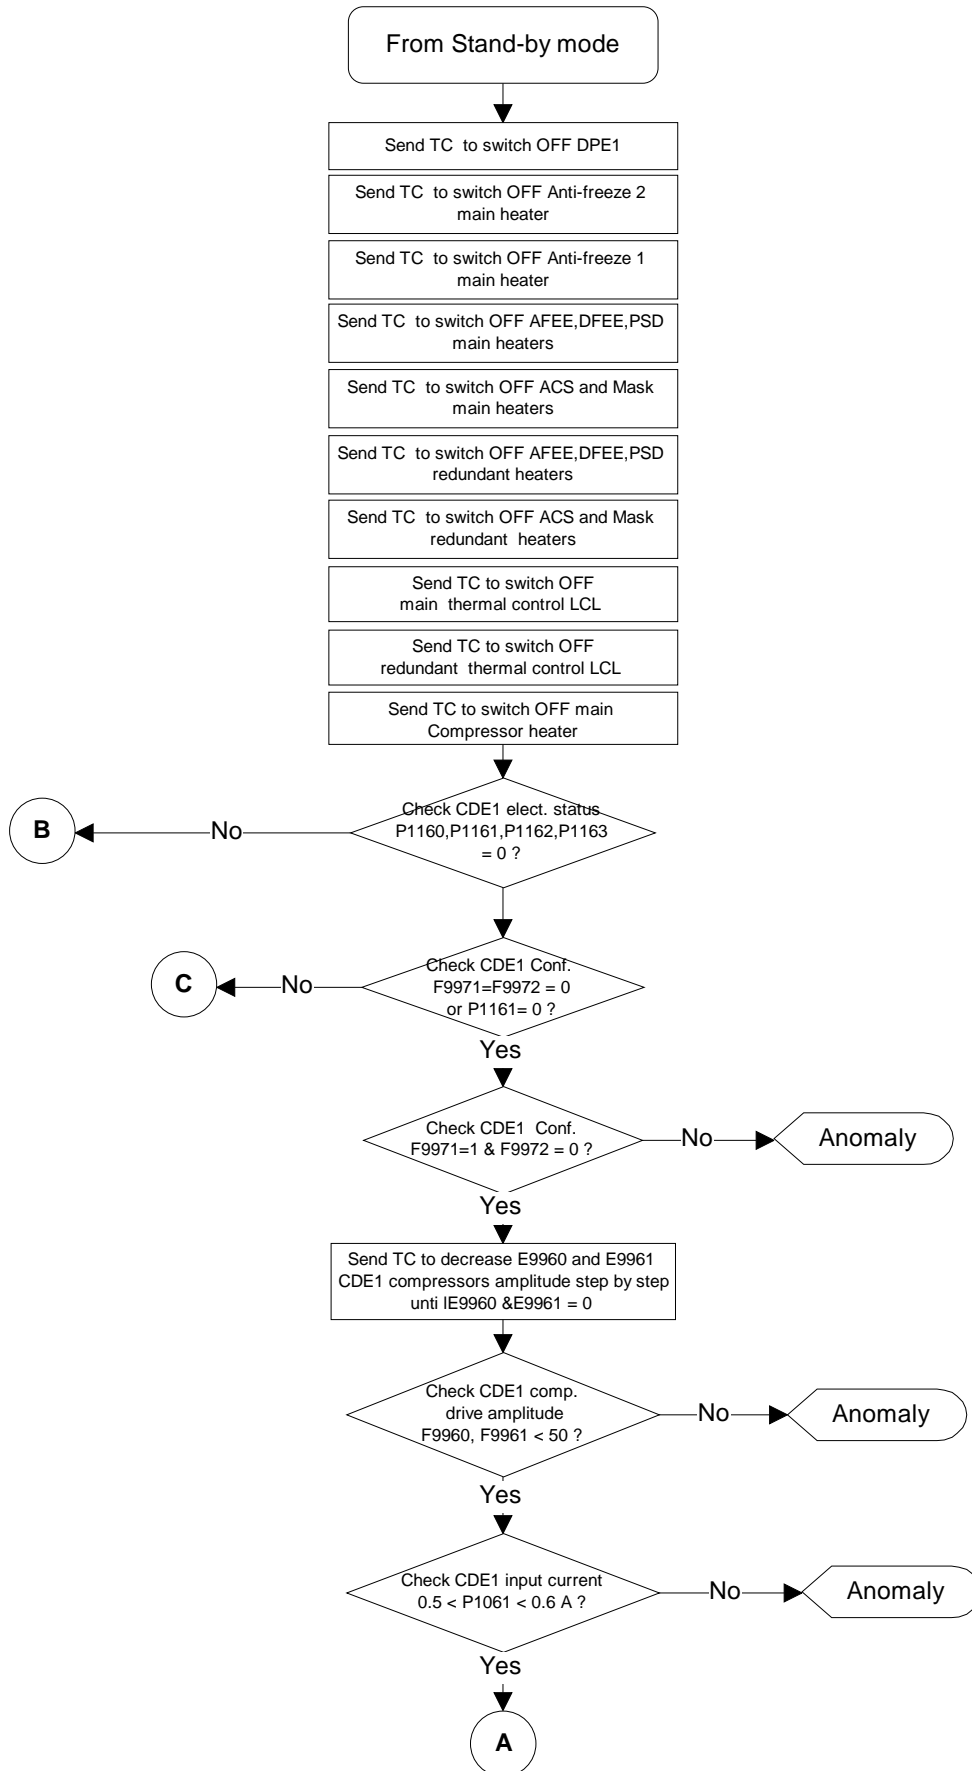 From Stand-by mode
Send TC to switch OFF DPE1
Send TC to switch OFF Anti-freeze 2
main heater
Send TC to switch OFF Anti-freeze 1
main heater
Send TC to switch OFF AFEE,DFEE,PSD
main heaters
Send TC to switch OFF ACS and Mask
main heaters
Send TC to switch OFF AFEE,DFEE,PSD
redundant heaters
Send TC to switch OFF ACS and Mask
redundant heaters
Send TC to switch OFF
main thermal control LCL
Send TC to switch OFF
redundant thermal control LCL
Send TC to switch OFF main
Compressor heater
Check CDE1 elect. status
P1160,P1161,P1162,P1163
= 0 ?
No
B
Check CDE1 Conf.
F9971=F9972 = 0
or P1161= 0 ?
No
C
Yes
Check CDE1 Conf.
F9971=1 & F9972 = 0 ?
No
Anomaly
Yes
Send TC to decrease E9960 and E9961
CDE1 compressors amplitude step by step
unti lE9960 &E9961 = 0
Check CDE1 comp.
drive amplitude
F9960, F9961 < 50 ?
No
Anomaly
Yes
Check CDE1 input current
0.5 < P1061 < 0.6 A ?
No
Anomaly
Yes
A